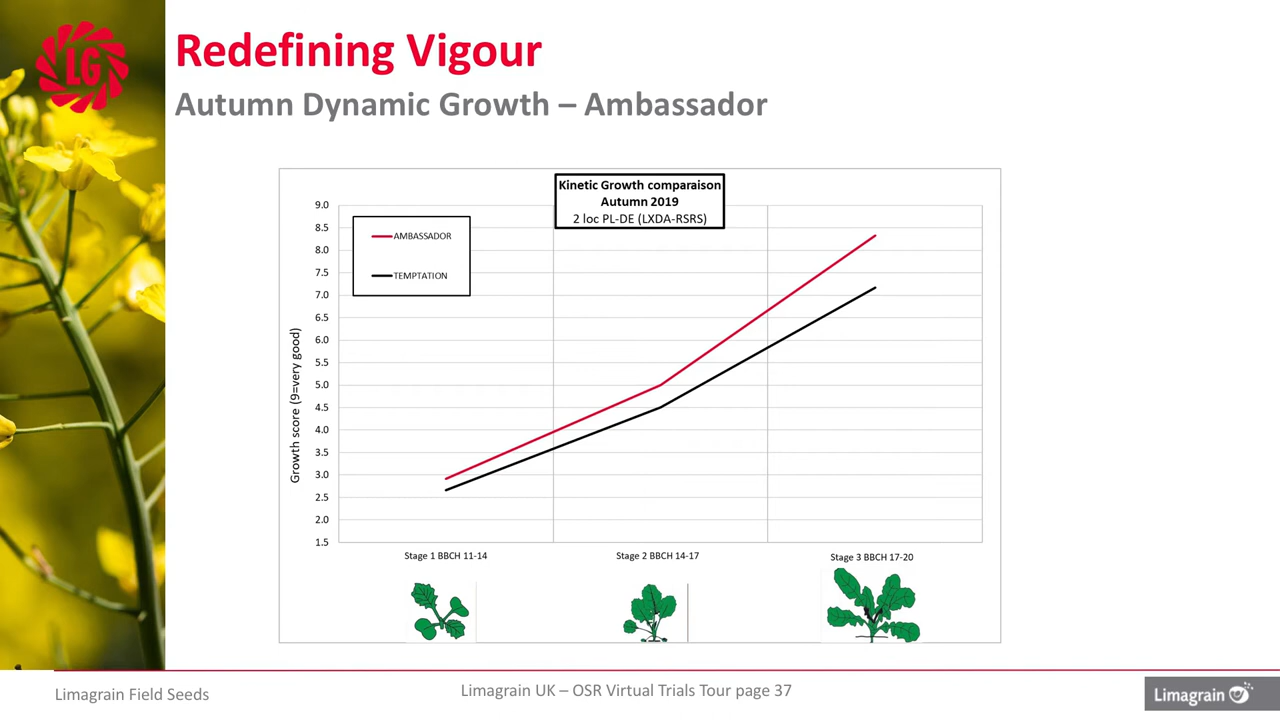 LG
Redefining Vigour
Autumn Dynamic Growth – Ambassador
Kinetic Growth comparaison
Autumn 2019
2 loc PL-DE (LXDA-RSRS)
AMBASSADOR
TEMPTATION
Growth score (9=very good)
9.0
8.5
8.0
7.5
7.0
6.5
6.0
5.5
5.0
4.5
4.0
3.5
3.0
2.5
2.0
1.5
Stage 1 BBCH 11-14
Stage 2 BBCH 14-17
Stage 3 BBCH 17-20
Limagrain Field Seeds
Limagrain UK – OSR Virtual Trials Tour page 37
Limagrain